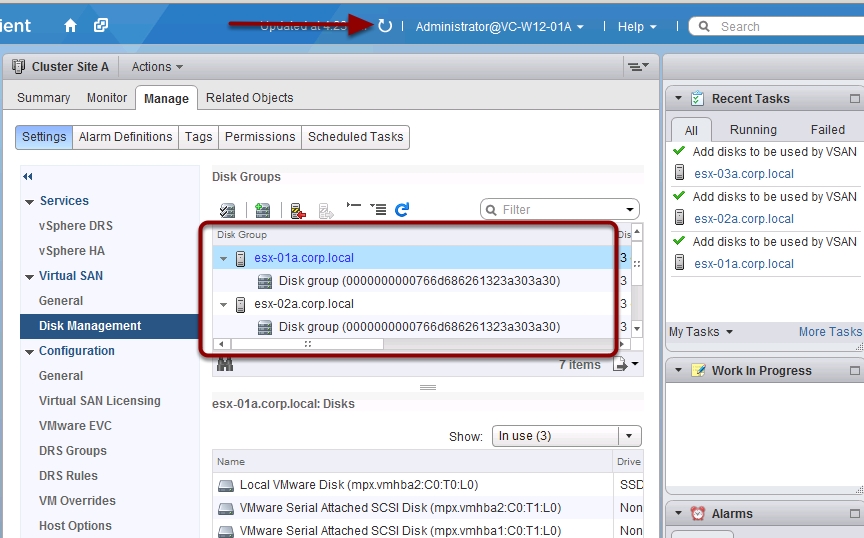 ient
Updated at 4:23
Administrator@VC-W12-01A
Help
Search
Cluster Site A
Actions
Summary
Monitor
Manage
Related Objects
Settings
Alarm Definitions
Tags
Permissions
Scheduled Tasks
Services
vSphere DRS
vSphere HA
Virtual SAN
General
Disk Management
Configuration
General
Virtual SAN Licensing
VMware EVC
DRS Groups
DRS Rules
VM Overrides
Host Options
Disk Groups
Filter
Disk Group
Dis
esx-01a.corp.local
3
Disk group (0000000000766d686261323a303a30)
3
esx-02a.corp.local
3
Disk group (0000000000766d686261323a303a30)
3
7 items
esx-01a.corp.local: Disks
Show:
In use (3)
Name
Drive
Local VMware Disk (mpx.vmhba2:C0:T0:L0)
SSD
VMware Serial Attached SCSI Disk (mpx.vmhba2:C0:T1:L0)
Non
VMware Serial Attached SCSI Disk (mpx.vmhba1:C0:T1:L0)
Non
Recent Tasks
All
Running
Failed
Add disks to be used by VSAN
esx-03a.corp.local
Add disks to be used by VSAN
esx-02a.corp.local
Add disks to be used by VSAN
esx-01a.corp.local
My Tasks
More Tasks
Work In Progress
Alarms